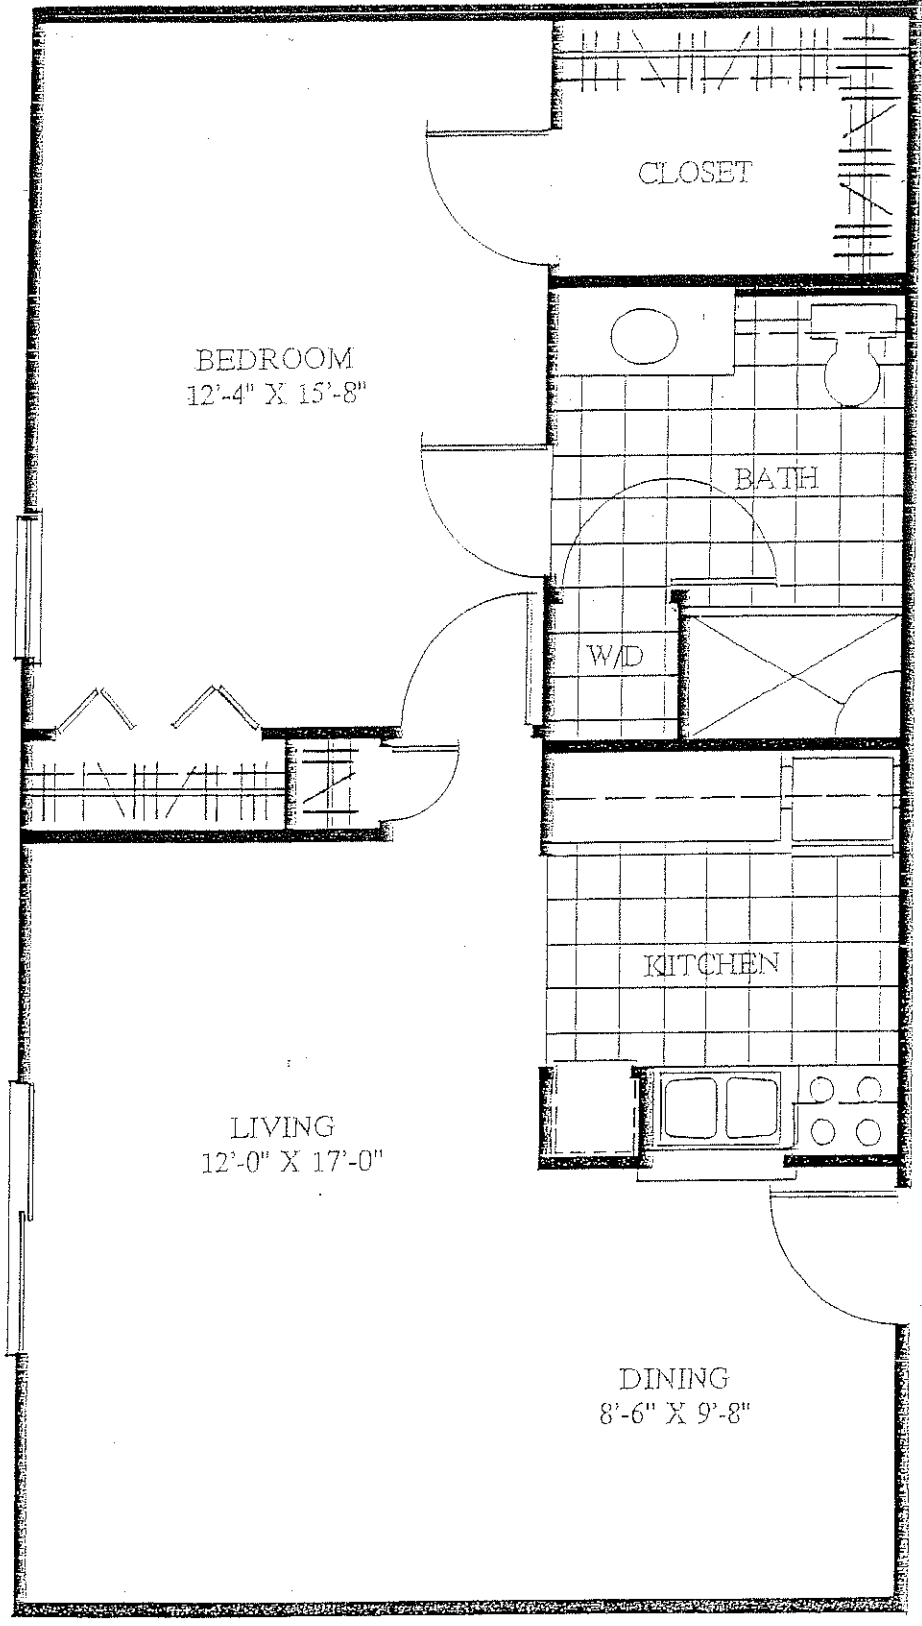 CLOSET
BEDROOM
12'-4" X 15'-8"
BATH
W/D
KITCHEN
LIVING
12'-0" X 17'-0"
DINING
8'-6" X 9'-8"